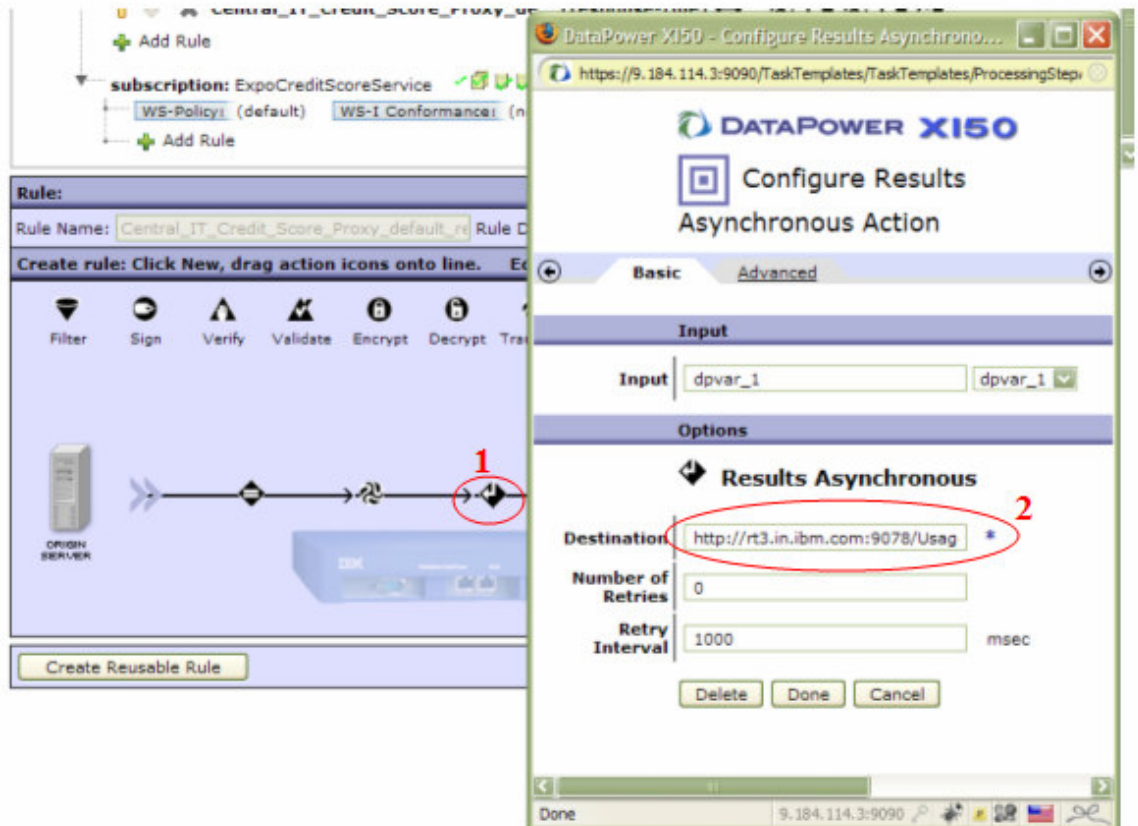 Add Rule
subscription: ExpoCreditScoreService
WS-Policy: (default) WS-I Conformance:
Add Rule
Rule:
Rule Name: Central_IT_Credit_Score_Proxy_default_re Rule D
Create rule: Click New, drag action icons onto line.
Filter Sign Verify Validate Encrypt Decrypt
1
ORIGIN SERVER
IBM
Create Reusable Rule
DataPower XI50 - Configure Results Asynchrono...
https://9.184.114.3:9090/TaskTemplates/TaskTemplates/ProcessingStep
DATAPOWER XI50
Configure Results
Asynchronous Action
Basic Advanced
Input
Input dpvar_1 dpvar_1
Options
Results Asynchronous
2
Destination http://rt3.in.ibm.com:9078/Usag *
Number of Retries 0
Retry Interval 1000 msec
Delete Done Cancel
Done 9.184.114.3:9090